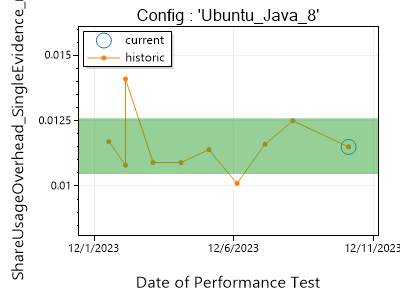 Config : 'Ubuntu_Java_8'
current
historic
0.015
0.0125
0.01
12/1/2023
12/6/2023
12/11/2023
Date of Performance Test
ShareUsageOverhead_SingleEvidence_